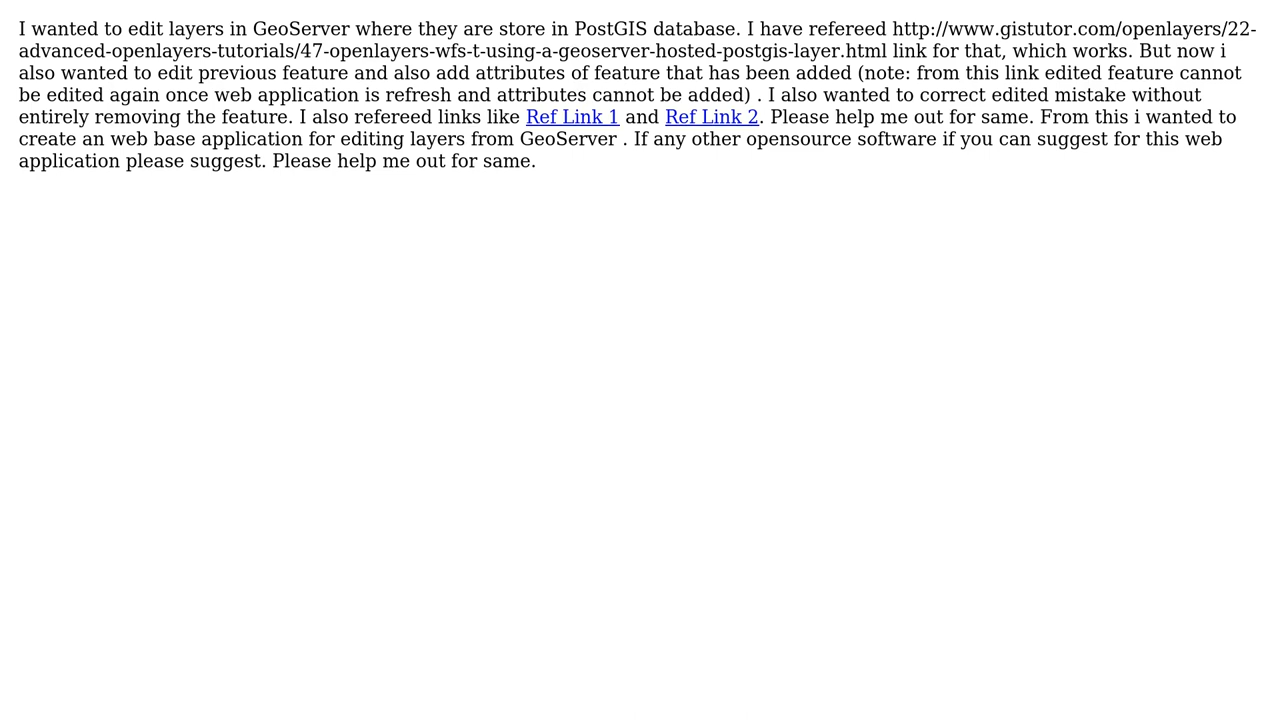 I wanted to edit layers in GeoServer where they are store in PostGIS database. I have refereed http://www.gistutor.com/openlayers/22-
advanced-openlayers-tutorials/47-openlayers-wfs-t-using-a-geoserver-hosted-postgis-layer.html link for that, which works. But now i
also wanted to edit previous feature and also add attributes of feature that has been added (note: from this link edited feature cannot
be edited again once web application is refresh and attributes cannot be added) . I also wanted to correct edited mistake without
entirely removing the feature. I also refereed links like Ref Link 1 and Ref Link 2. Please help me out for same. From this i wanted to
create an web base application for editing layers from GeoServer . If any other opensource software if you can suggest for this web
application please suggest. Please help me out for same.